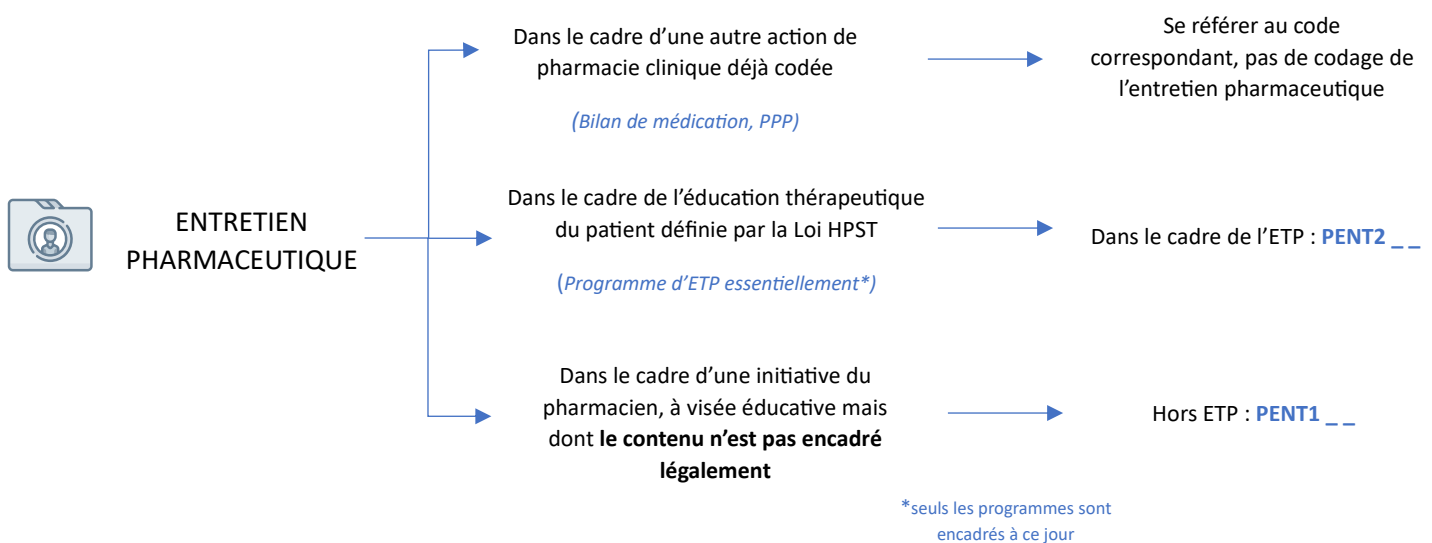 ENTRETIEN
PHARMACEUTIQUE
Dans le cadre d’une autre action de
pharmacie clinique déjà codée
(Bilan de médication, PPP)
Se référer au code
correspondant, pas de codage de
l’entretien pharmaceutique
Dans le cadre de l’éducation thérapeutique
du patient définie par la Loi HPST
(Programme d’ETP essentiellement*)
Dans le cadre de l’ETP : PENT2 _ _
Dans le cadre d’une initiative du
pharmacien, à visée éducative mais
dont le contenu n’est pas encadré
légalement
Hors ETP : PENT1 _ _
*seuls les programmes sont
encadrés à ce jour